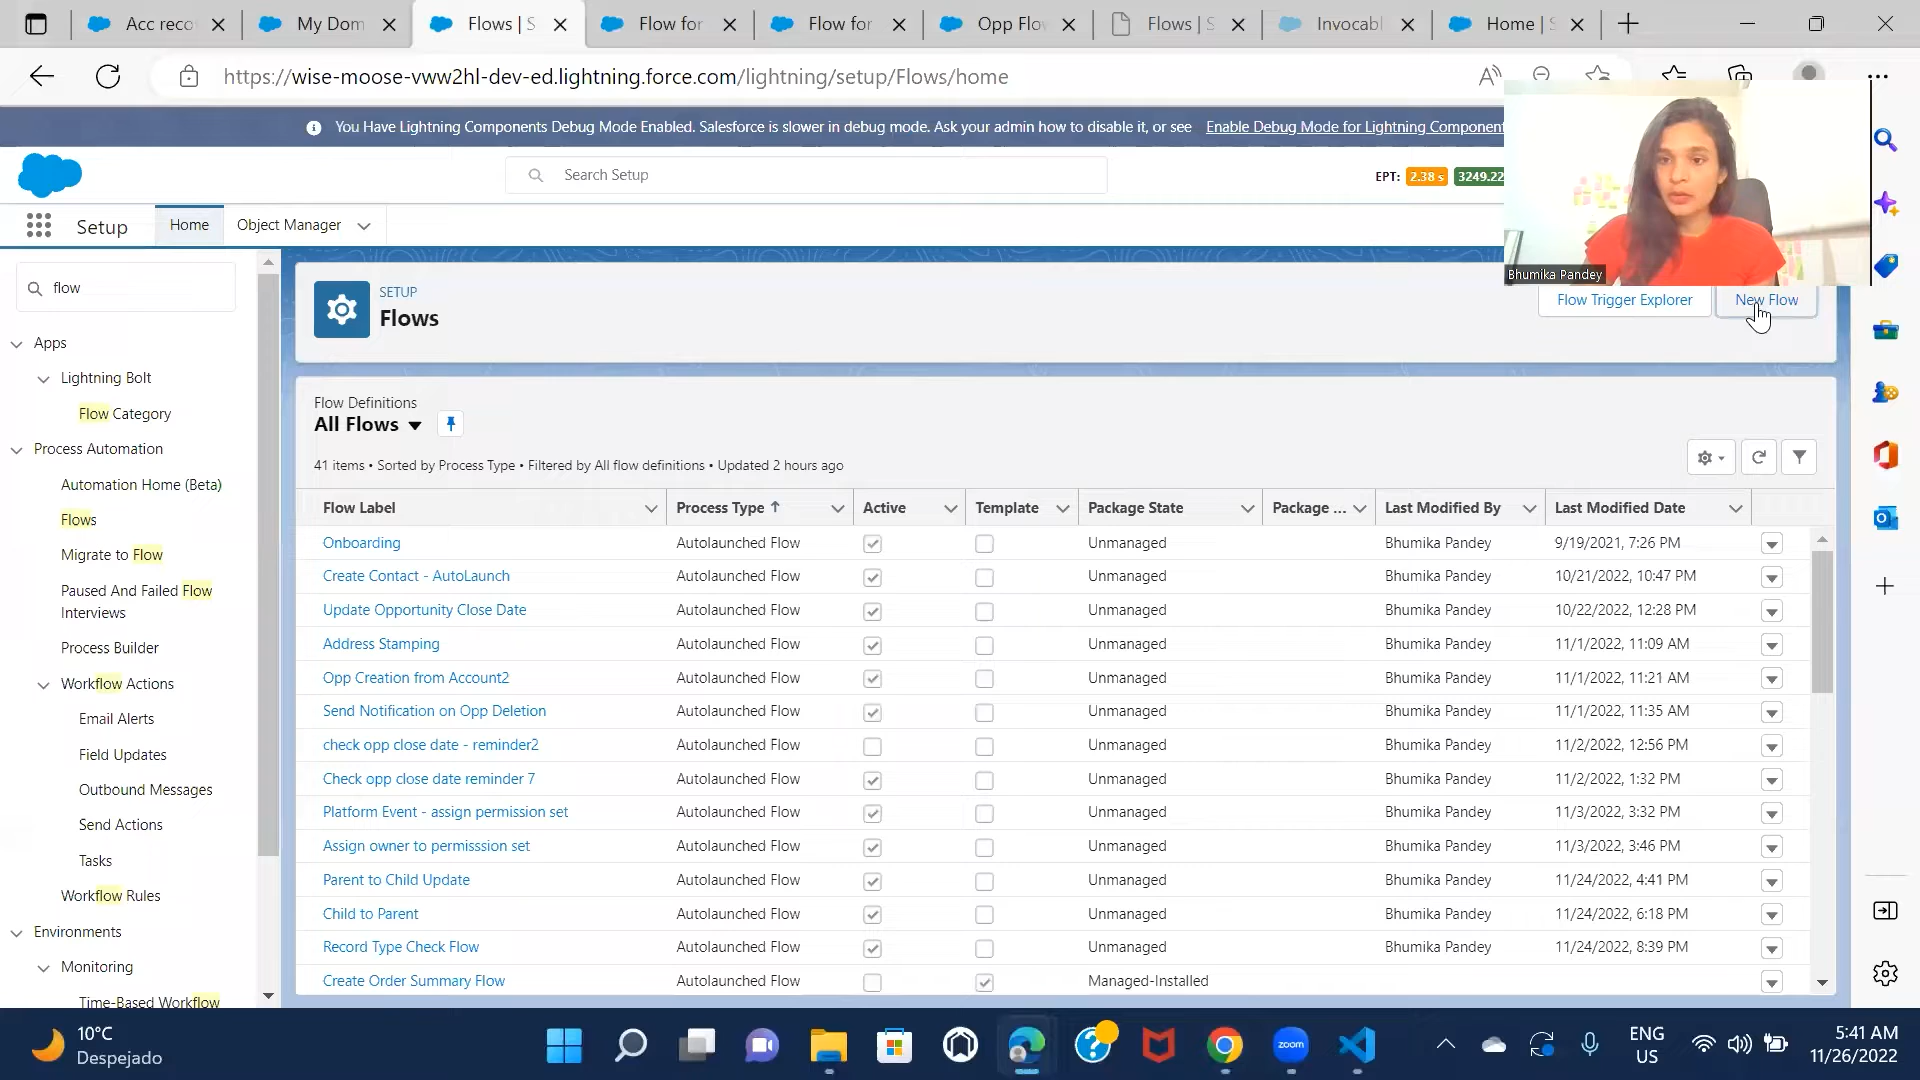 Acc reco
My Dom
Flows | S
Flow for
Flow for
Opp Flo
Flows | S
Invocabl
Home | S
https://wise-moose-vww2hl-dev-ed.lightning.force.com/lightning/setup/Flows/home
You Have Lightning Components Debug Mode Enabled. Salesforce is slower in debug mode. Ask your admin how to disable it, or see Enable Debug Mode for Lightning Component
Search Setup
EPT: 2.38 s 3249.22
Setup
Home
Object Manager
Bhumika Pandey
flow
SETUP
Flows
Flow Trigger Explorer
New Flow
Apps
Lightning Bolt
Flow Category
Process Automation
Automation Home (Beta)
Flows
Migrate to Flow
Paused And Failed Flow
Interviews
Process Builder
Workflow Actions
Email Alerts
Field Updates
Outbound Messages
Send Actions
Tasks
Workflow Rules
Environments
Monitoring
Time-Based Workflow
Flow Definitions
All Flows
41 items • Sorted by Process Type • Filtered by All flow definitions • Updated 2 hours ago
Flow Label Process Type Active Template Package State Package ... Last Modified By Last Modified Date
Onboarding Autolaunched Flow Unmanaged Bhumika Pandey 9/19/2021, 7:26 PM
Create Contact - AutoLaunch Autolaunched Flow Unmanaged Bhumika Pandey 10/21/2022, 10:47 PM
Update Opportunity Close Date Autolaunched Flow Unmanaged Bhumika Pandey 10/22/2022, 12:28 PM
Address Stamping Autolaunched Flow Unmanaged Bhumika Pandey 11/1/2022, 11:09 AM
Opp Creation from Account2 Autolaunched Flow Unmanaged Bhumika Pandey 11/1/2022, 11:21 AM
Send Notification on Opp Deletion Autolaunched Flow Unmanaged Bhumika Pandey 11/1/2022, 11:35 AM
check opp close date - reminder2 Autolaunched Flow Unmanaged Bhumika Pandey 11/2/2022, 12:56 PM
Check opp close date reminder 7 Autolaunched Flow Unmanaged Bhumika Pandey 11/2/2022, 1:32 PM
Platform Event - assign permission set Autolaunched Flow Unmanaged Bhumika Pandey 11/3/2022, 3:32 PM
Assign owner to permisssion set Autolaunched Flow Unmanaged Bhumika Pandey 11/3/2022, 3:46 PM
Parent to Child Update Autolaunched Flow Unmanaged Bhumika Pandey 11/24/2022, 4:41 PM
Child to Parent Autolaunched Flow Unmanaged Bhumika Pandey 11/24/2022, 6:18 PM
Record Type Check Flow Autolaunched Flow Unmanaged Bhumika Pandey 11/24/2022, 8:39 PM
Create Order Summary Flow Autolaunched Flow Managed-Installed
10°C
Despejado
zoom
ENG
US
5:41 AM
11/26/2022